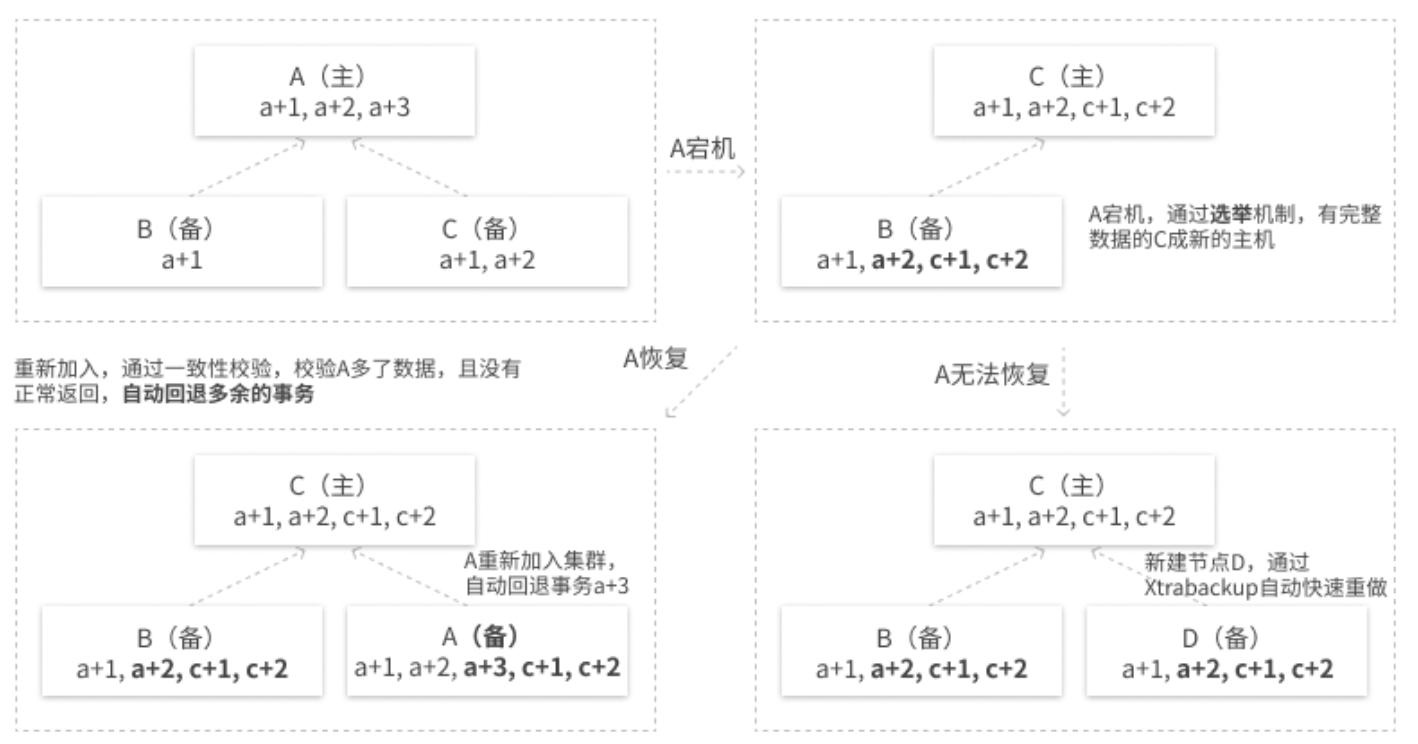 A（主）
a+1, a+2, a+3
B（备）
a+1
C（备）
a+1, a+2
A宕机
C（主）
a+1, a+2, c+1, c+2
B（备）
a+1, a+2, c+1, c+2
A宕机，通过选举机制，有完整
数据的C成新的主机
重新加入，通过一致性校验，校验A多了数据，且没有
正常返回，自动回退多余的事务
A恢复
A无法恢复
C（主）
a+1, a+2, c+1, c+2
A重新加入集群，
自动回退事务a+3
B（备）
a+1, a+2, c+1, c+2
A（备）
a+1, a+2, a+3, c+1, c+2
C（主）
a+1, a+2, c+1, c+2
新建节点D，通过
Xtrabackup自动快速重做
B（备）
a+1, a+2, c+1, c+2
D（备）
a+1, a+2, c+1, c+2